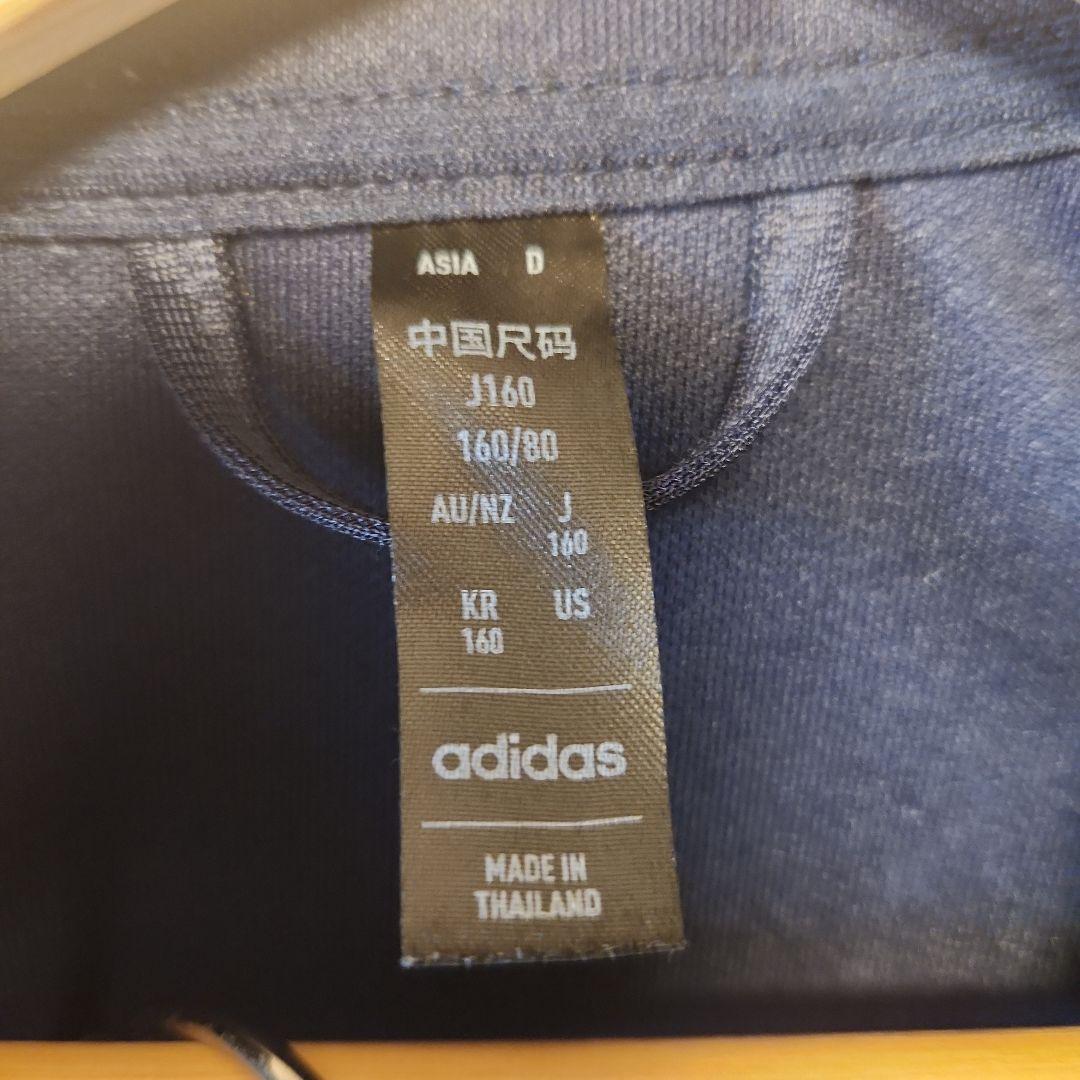 ASIA D
中国尺码
J160
160/80
AU/NZ J
160
KR US
160
adidas
MADE IN
THAILAND